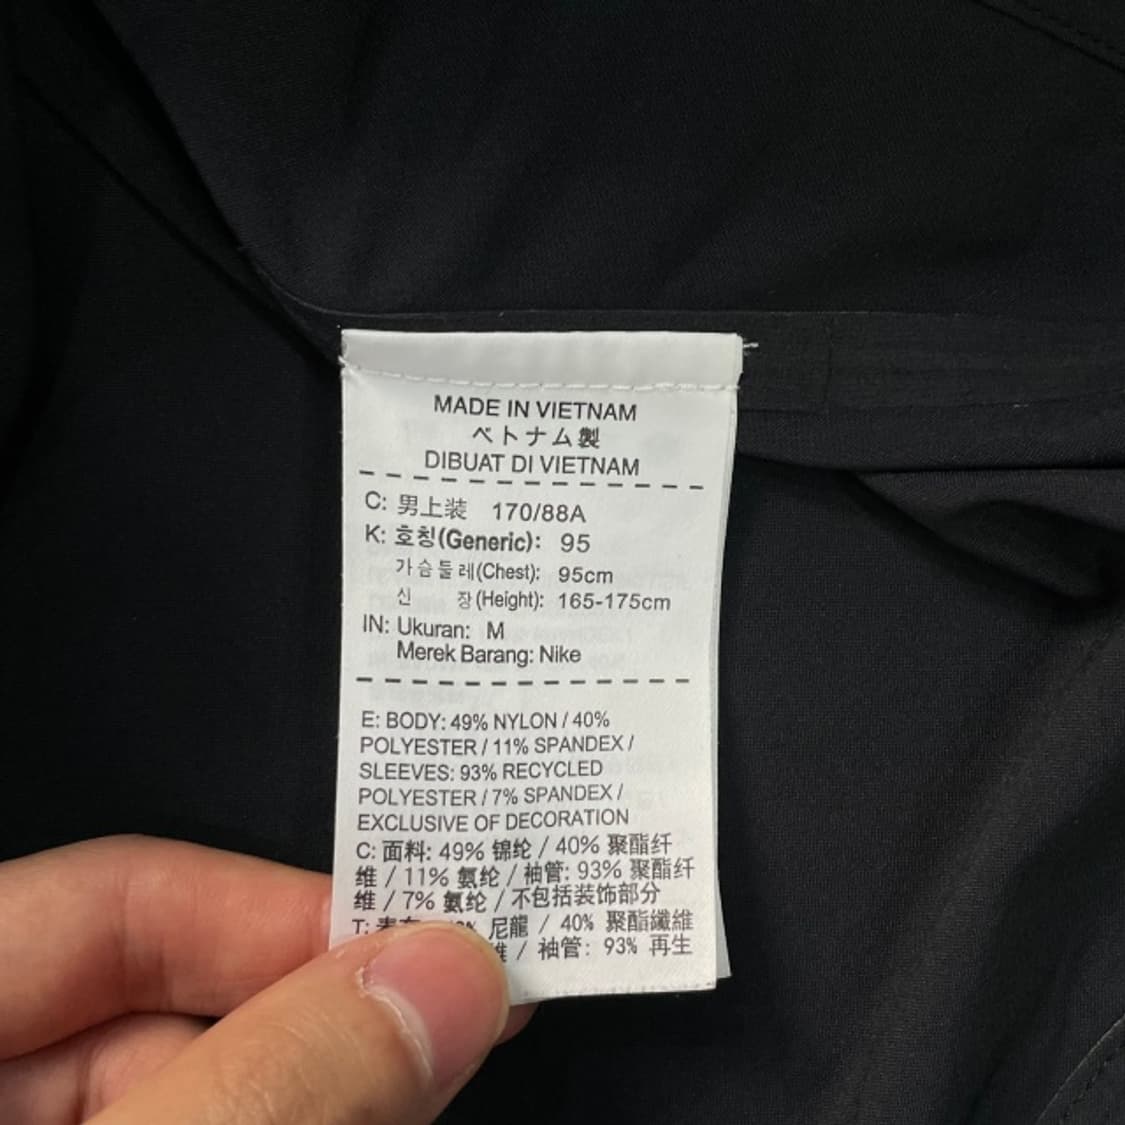 MADE IN VIETNAM
ベトナム製
DIBUAT DI VIETNAM
C: 男上装 170/88A
K: 호칭(Generic): 95
가슴둘레(Chest): 95cm
신 장(Height): 165-175cm
IN: Ukuran: M
Merek Barang: Nike
E: BODY: 49% NYLON / 40%
POLYESTER / 11% SPANDEX /
SLEEVES: 93% RECYCLED
POLYESTER / 7% SPANDEX /
EXCLUSIVE OF DECORATION
C: 面料: 49% 锦纶 / 40% 聚酯纤
维 / 11% 氨纶 / 袖管: 93% 聚酯纤
维 / 7% 氨纶 / 不包括装饰部分
T: 尼龍 / 40% 聚酯纖維
/ 袖管: 93% 再生